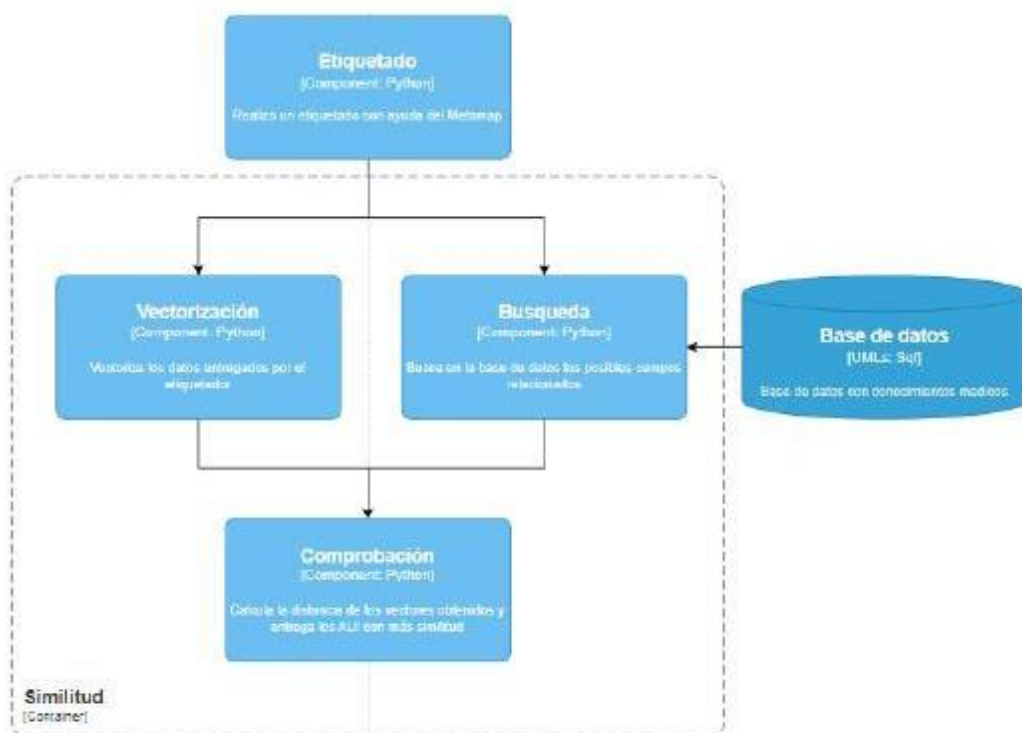 Etiquetado
[Component: Python]
Realiza un etiquetado con ayuda del Metamap
Vectorización
[Component: Python]
Vectoriza los datos entregados por el
etiquetador
Busqueda
[Component: Python]
Busca en la base de datos los posibles campos
relacionados
Base de datos
[UMLs: Sql]
Base de datos con conocimientos medicos
Comprobación
[Component: Python]
Calcula la distancia de los vectores obtenidos y
entrega los AUI con más similitud
Similitud
[Container]